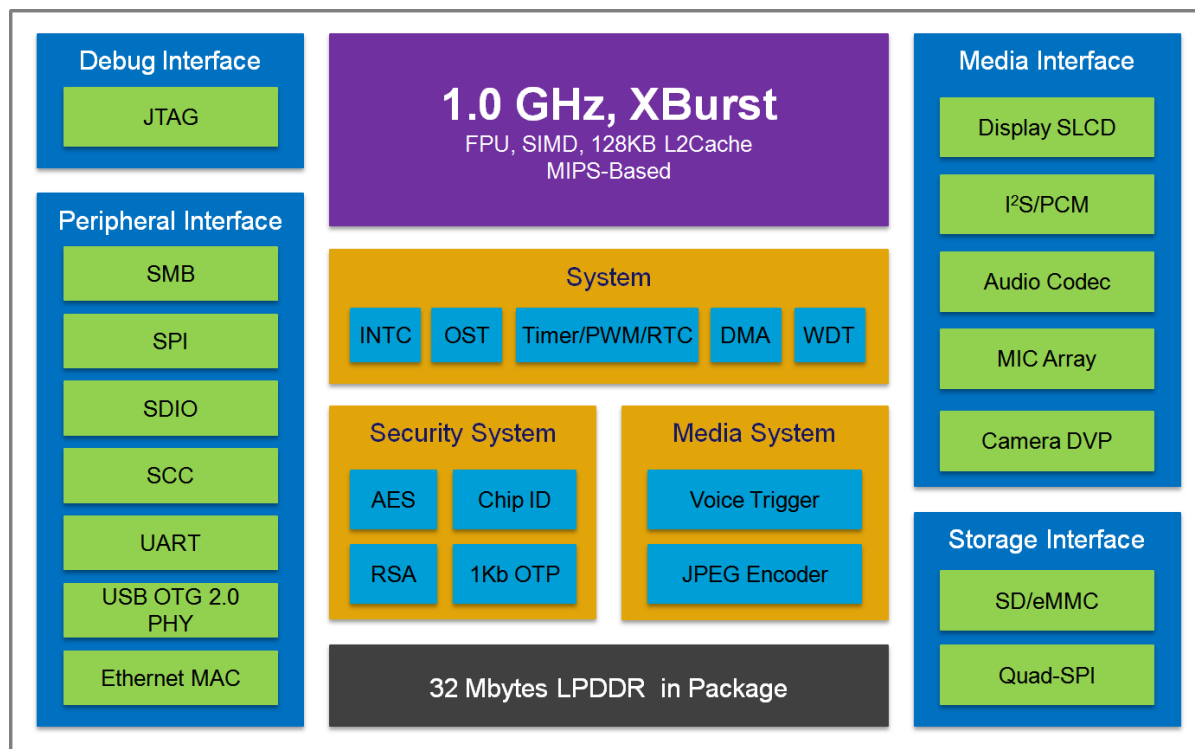 Debug Interface
JTAG
Peripheral Interface
SMB
SPI
SDIO
SCC
UART
USB OTG 2.0
PHY
Ethernet MAC
1.0 GHz, XBurst
FPU, SIMD, 128KB L2Cache
MIPS-Based
System
INTC
OST
Timer/PWM/RTC
DMA
WDT
Security System
AES
Chip ID
RSA
1Kb OTP
Media System
Voice Trigger
JPEG Encoder
32 Mbytes LPDDR in Package
Media Interface
Display SLCD
I²S/PCM
Audio Codec
MIC Array
Camera DVP
Storage Interface
SD/eMMC
Quad-SPI